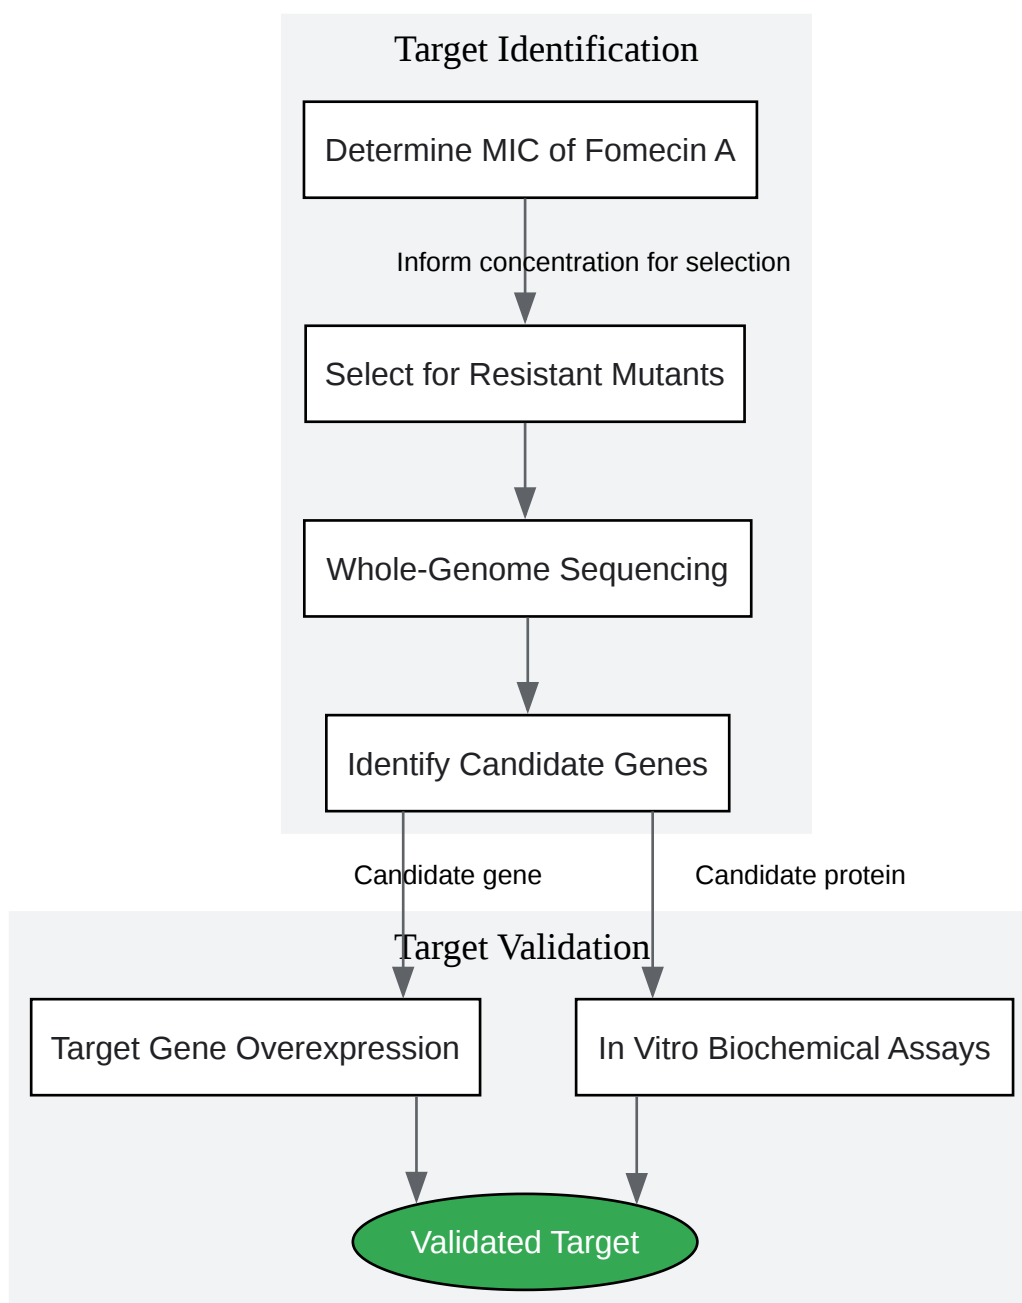 Target Identification
Determine MIC of Fomecin A
Inform concentration for selection
Select for Resistant Mutants
Whole-Genome Sequencing
Identify Candidate Genes
Candidate gene
Candidate protein
Target Validation
Target Gene Overexpression
In Vitro Biochemical Assays
Validated Target